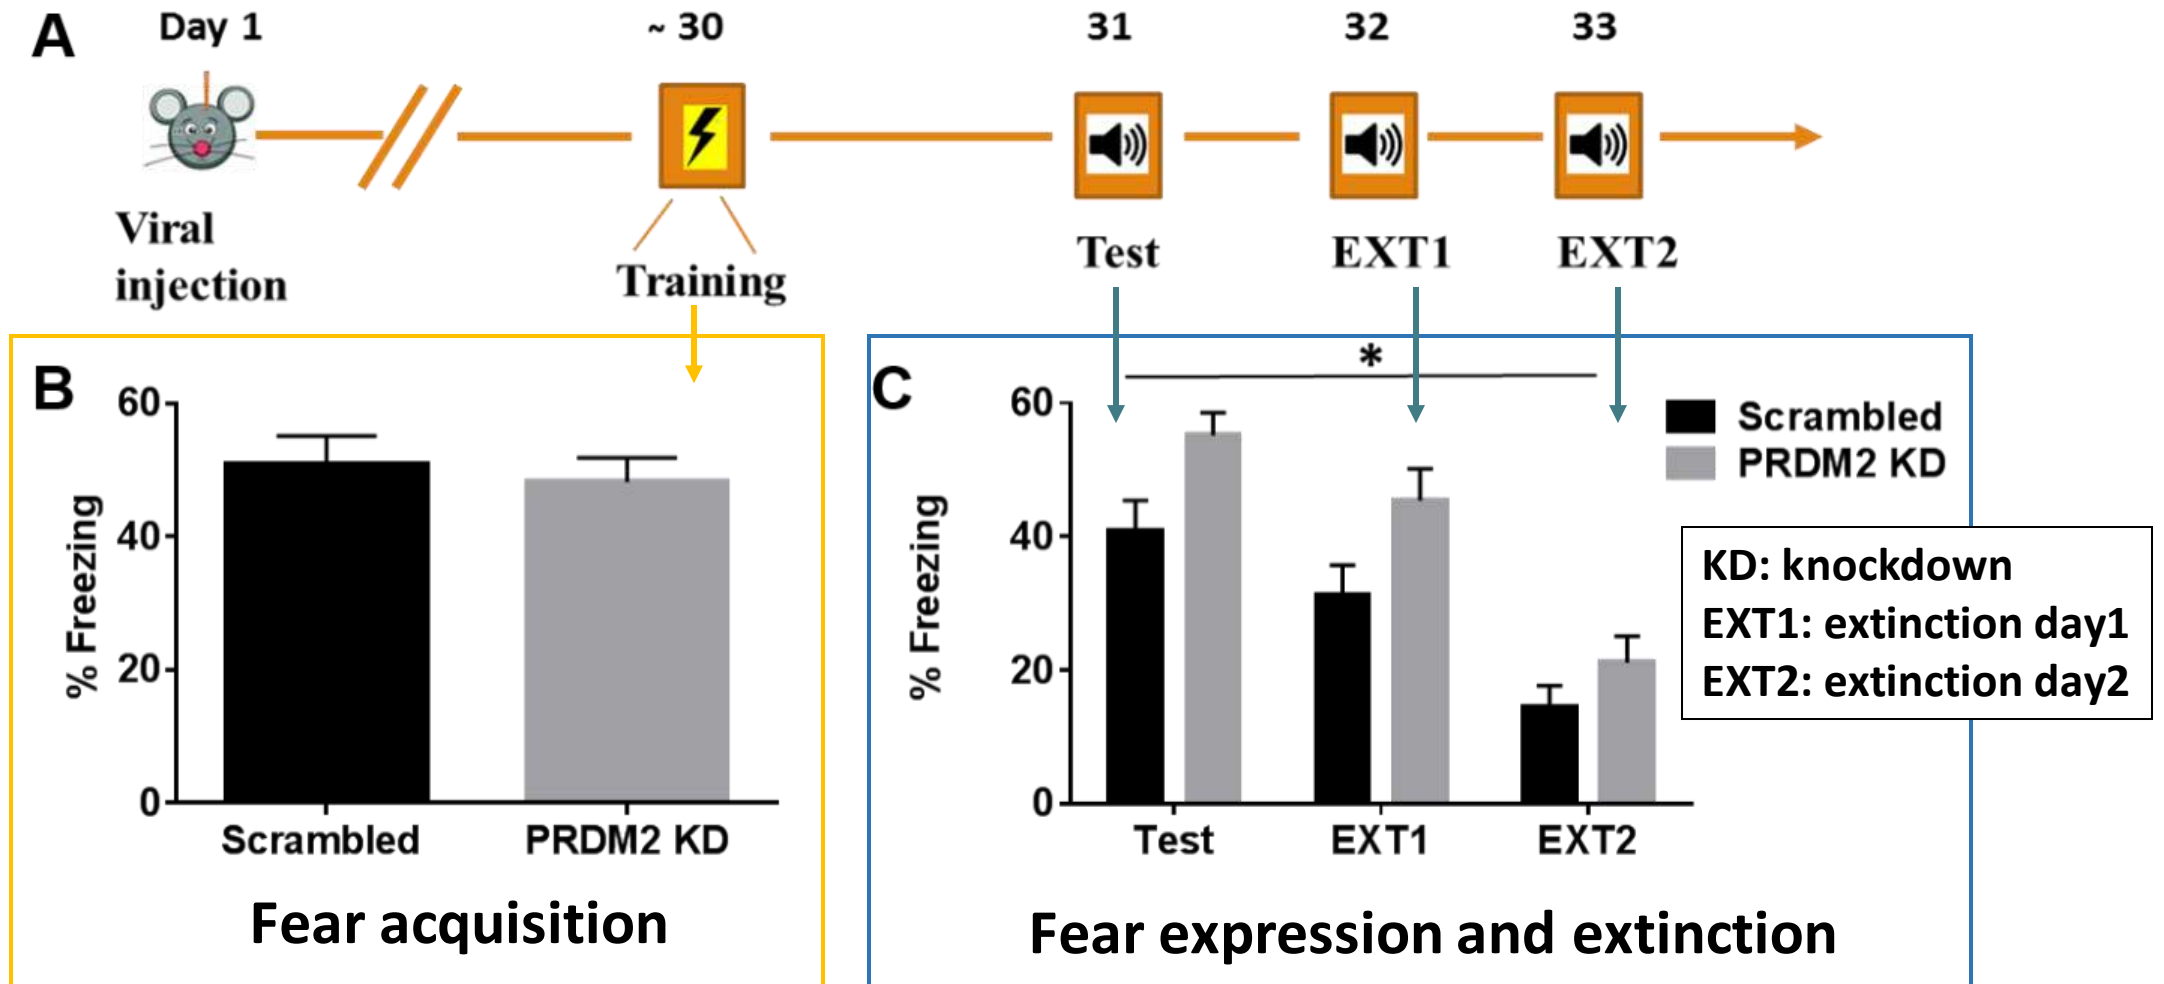 A
Day 1
~ 30
31
32
33
Viral
injection
Training
Test
EXT1
EXT2
B
60
40
20
0
% Freezing
Scrambled
PRDM2 KD
Fear acquisition
C
*
60
40
20
0
% Freezing
Test
EXT1
EXT2
Scrambled
PRDM2 KD
KD: knockdown
EXT1: extinction day1
EXT2: extinction day2
Fear expression and extinction